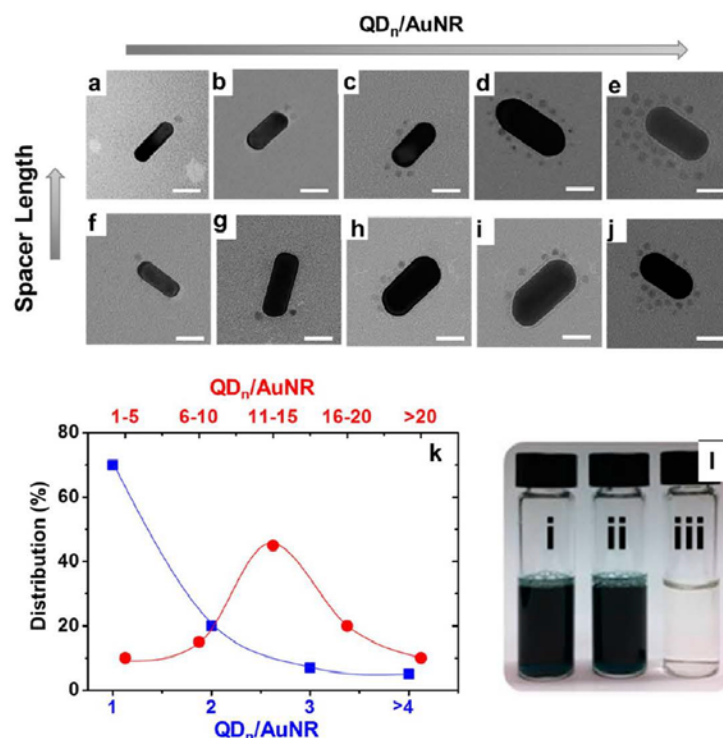 QDn/AuNR
a b c d e
Spacer Length
f g h i j
QDn/AuNR
1-5 6-10 11-15 16-20 >20
k
80
60
40
20
0
Distribution (%)
1 2 3 >4
QDn/AuNR
l
i ii iii